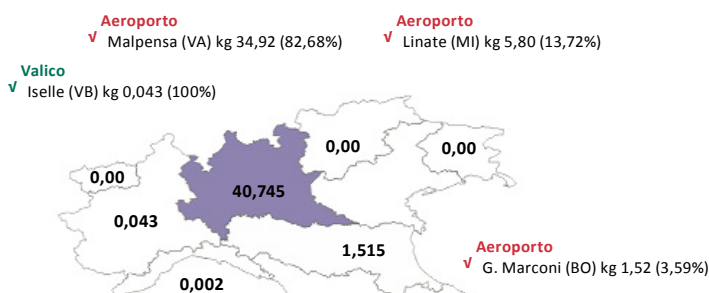 Aeroporto
√ Malpensa (VA) kg 34,92 (82,68%)
Aeroporto
√ Linate (MI) kg 5,80 (13,72%)
Valico
√ Iselle (VB) kg 0,043 (100%)
0,00
0,00
0,00
40,745
0,043
1,515
0,002
Aeroporto
√ G. Marconi (BO) kg 1,52 (3,59%)